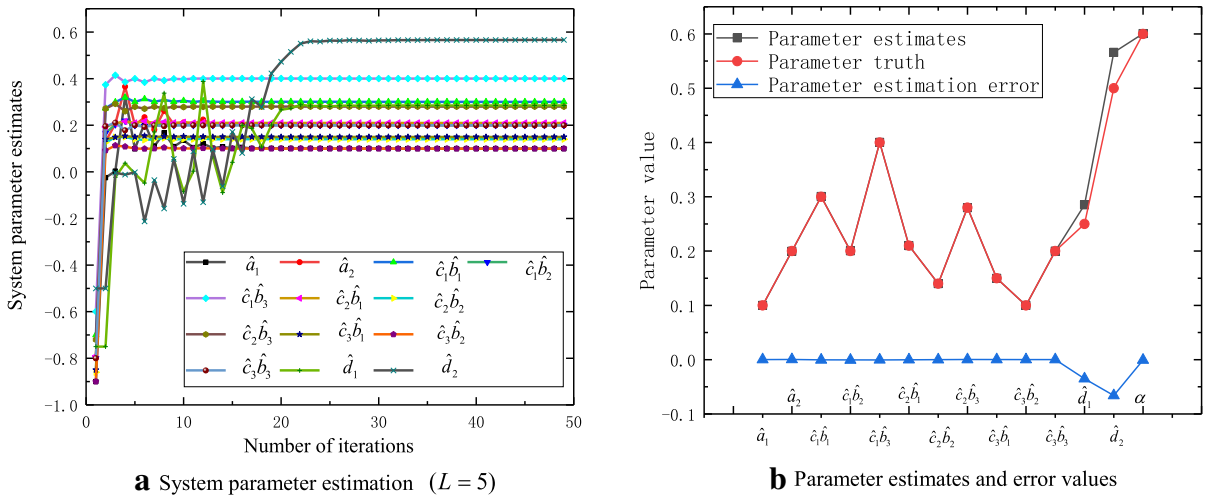 System parameter estimates
0.6
0.4
0.2
0.0
−0.2
−0.4
−0.6
−0.8
−1.0
0 10 20 30 40 50
Number of iterations
â₁ â₂ ĉ₁b̂₁ ĉ₁b̂₂
ĉ₁b̂₃ ĉ₂b̂₁ ĉ₂b̂₂
ĉ₂b̂₃ ĉ₃b̂₁ ĉ₃b̂₂
ĉ₃b̂₃ d̂₁ d̂₂
a System parameter estimation (L = 5)
Parameter value
0.6
0.5
0.4
0.3
0.2
0.1
0.0
−0.1
Parameter estimates
Parameter truth
Parameter estimation error
â₂ ĉ₁b̂₂ ĉ₂b̂₁ ĉ₂b̂₃ ĉ₃b̂₂ d̂₁ α
â₁ ĉ₁b̂₁ ĉ₁b̂₃ ĉ₂b̂₂ ĉ₃b̂₁ ĉ₃b̂₃ d̂₂
b Parameter estimates and error values